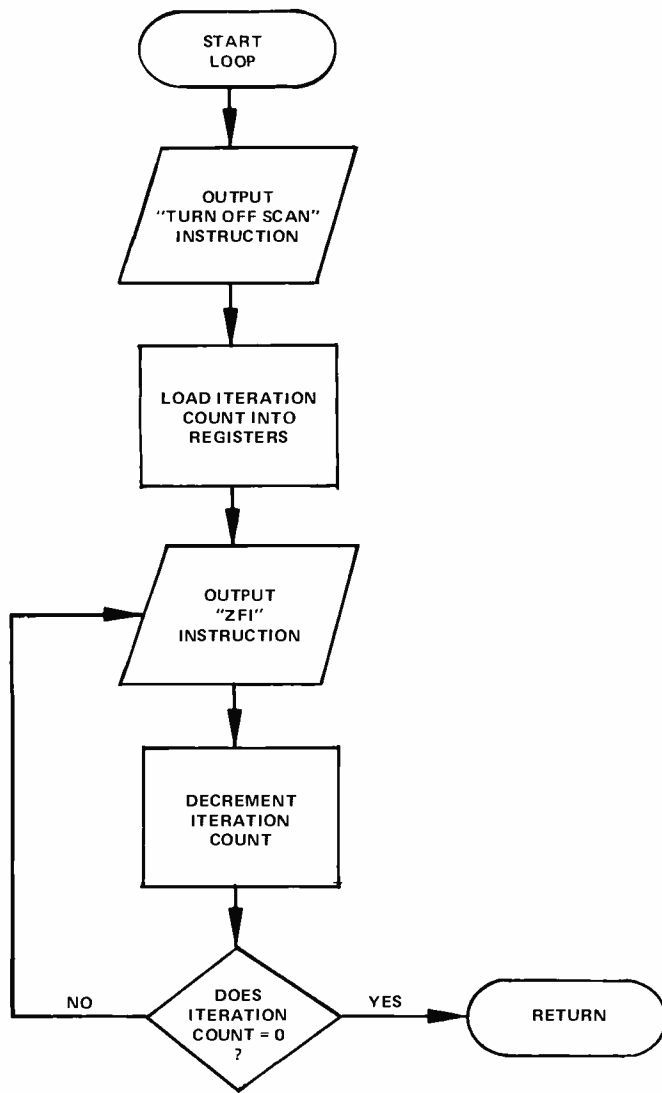 START
LOOP
OUTPUT
"TURN OFF SCAN"
INSTRUCTION
LOAD ITERATION
COUNT INTO
REGISTERS
OUTPUT
"ZFI"
INSTRUCTION
DECREMENT
ITERATION
COUNT
DOES
ITERATION
COUNT = 0
?
NO
YES
RETURN